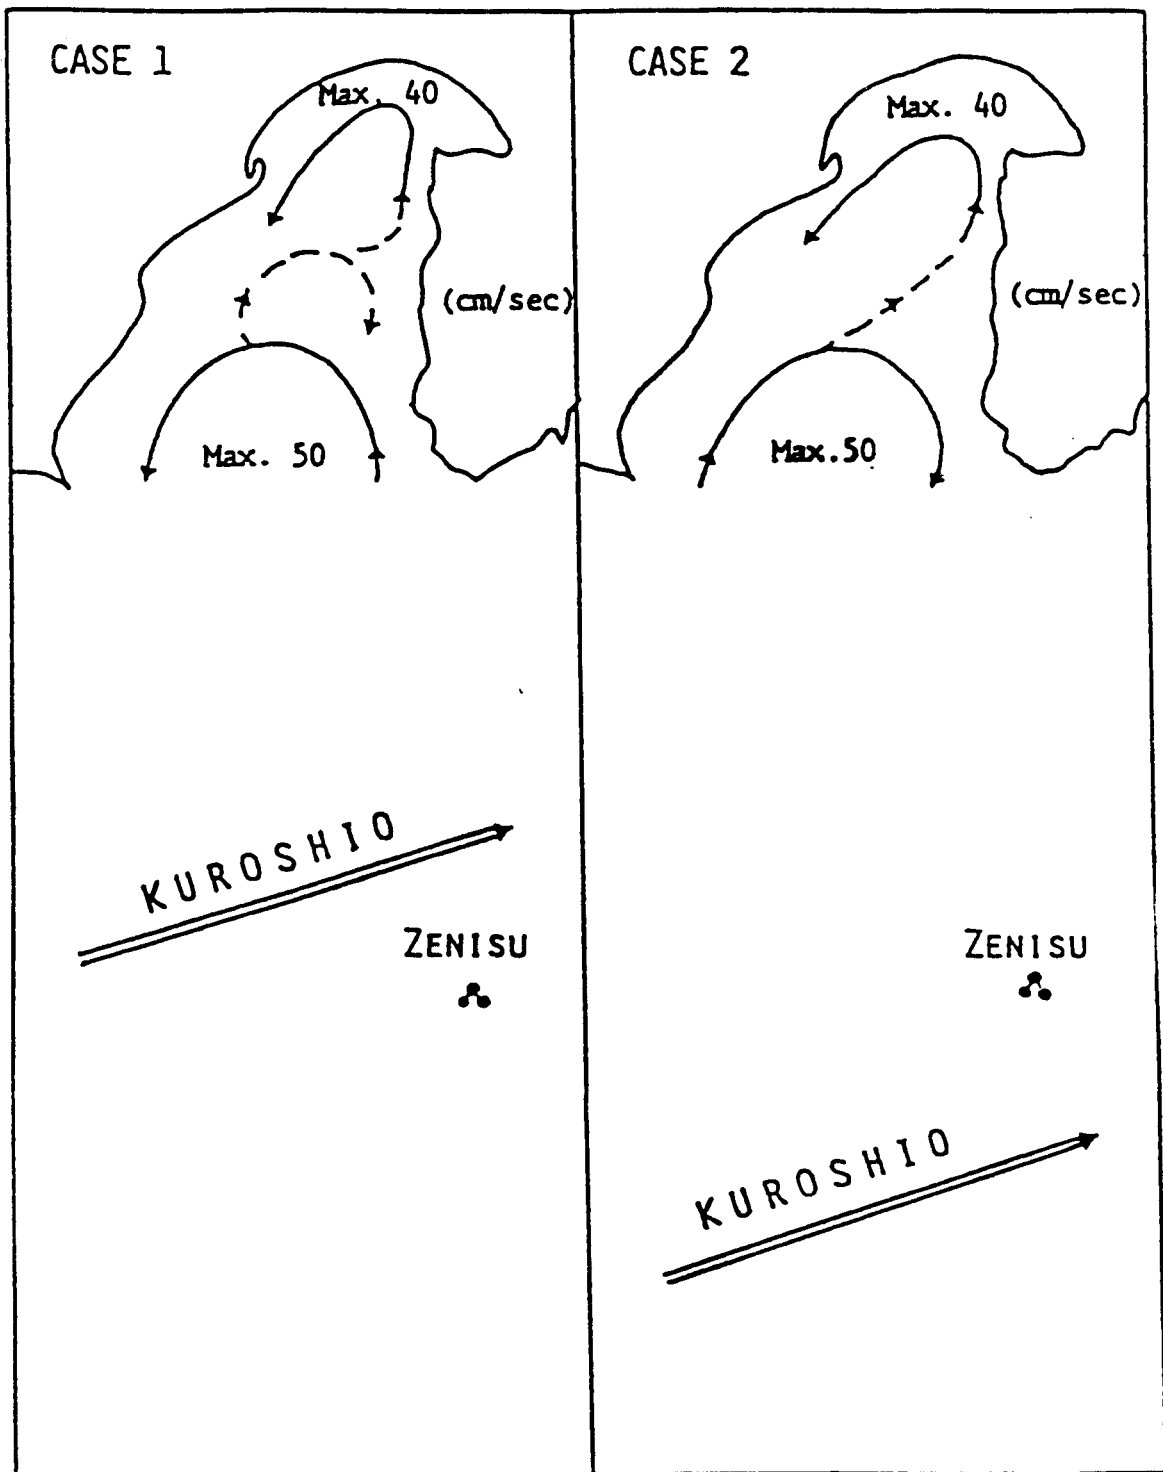 CASE 1
Max. 40
(cm/sec)
Max. 50
KUROSHIO
ZENISU
CASE 2
Max. 40
(cm/sec)
Max.50
ZENISU
KUROSHIO